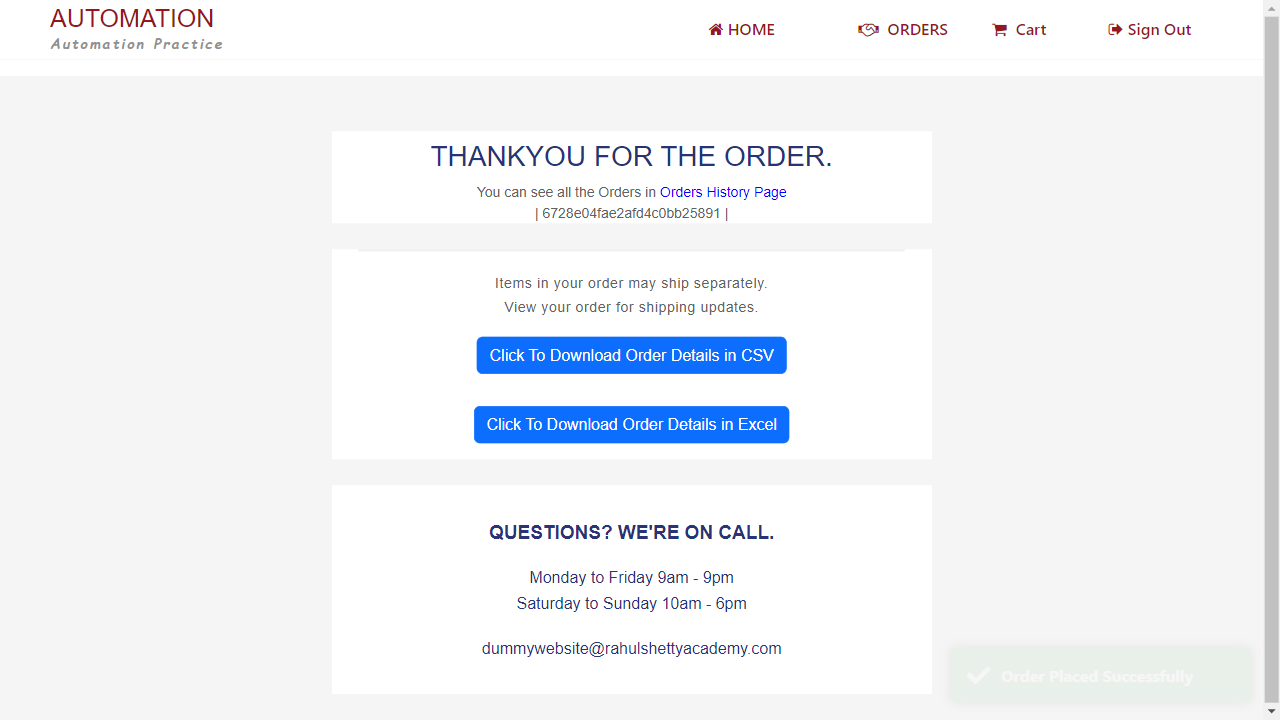 AUTOMATION
Automation Practice
HOME
ORDERS
Cart
Sign Out
THANKYOU FOR THE ORDER.
You can see all the Orders in Orders History Page
| 6728e04fae2afd4c0bb25891 |
Items in your order may ship separately.
View your order for shipping updates.
Click To Download Order Details in CSV
Click To Download Order Details in Excel
QUESTIONS? WE'RE ON CALL.
Monday to Friday 9am - 9pm
Saturday to Sunday 10am - 6pm
dummywebsite@rahulshettyacademy.com
Order Placed Successfully